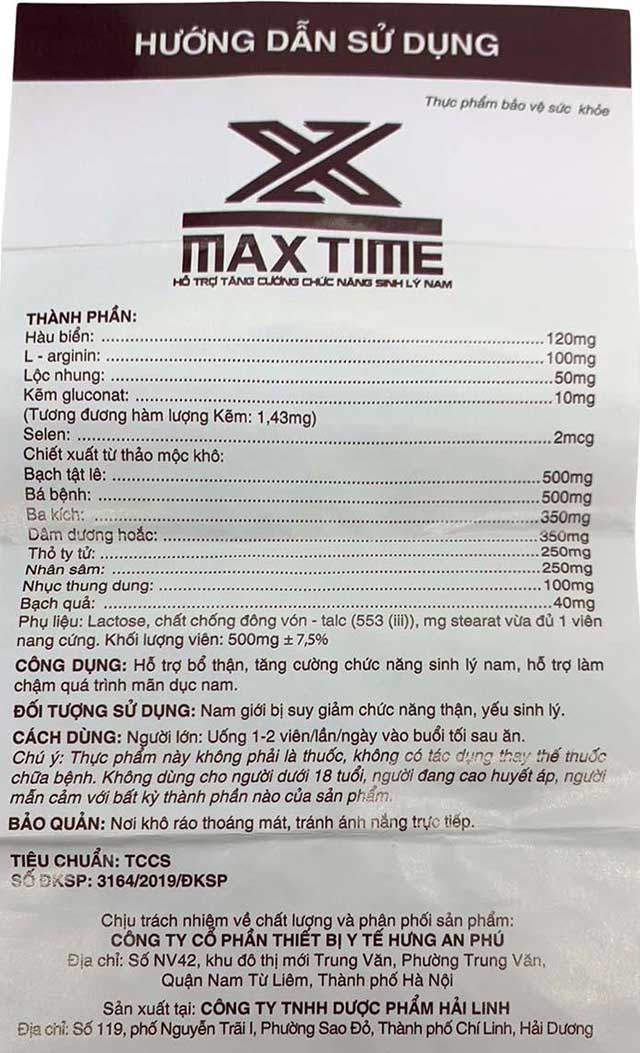 HƯỚNG DẪN SỬ DỤNG
Thực phẩm bảo vệ sức khỏe
MAX TIME
HỖ TRỢ TĂNG CƯỜNG CHỨC NĂNG SINH LÝ NAM
THÀNH PHẦN:
Hàu biển: ........ 120mg
L - arginin: ........ 100mg
Lộc nhung: ........ 50mg
Kẽm gluconat: ........ 10mg
(Tương đương hàm lượng Kẽm: 1,43mg)
Selen: ........ 2mcg
Chiết xuất từ thảo mộc khô:
Bạch tật lê: ........ 500mg
Bá bệnh: ........ 500mg
Ba kích: ........ 350mg
Dâm dương hoắc: ........ 350mg
Thỏ ty tử: ........ 250mg
Nhân sâm: ........ 250mg
Nhục thung dung: ........ 100mg
Bạch quả: ........ 40mg
Phụ liệu: Lactose, chất chống đông vón - talc (553 (iii)), mg stearat vừa đủ 1 viên
nang cứng. Khối lượng viên: 500mg ± 7,5%
CÔNG DỤNG: Hỗ trợ bổ thận, tăng cường chức năng sinh lý nam, hỗ trợ làm
chậm quá trình mãn dục nam.
ĐỐI TƯỢNG SỬ DỤNG: Nam giới bị suy giảm chức năng thận, yếu sinh lý.
CÁCH DÙNG: Người lớn: Uống 1-2 viên/lần/ngày vào buổi tối sau ăn.
Chú ý: Thực phẩm này không phải là thuốc, không có tác dụng thay thế thuốc
chữa bệnh. Không dùng cho người dưới 18 tuổi, người đang cao huyết áp, người
mẫn cảm với bất kỳ thành phần nào của sản phẩm.
BẢO QUẢN: Nơi khô ráo thoáng mát, tránh ánh nắng trực tiếp.
TIÊU CHUẨN: TCCS
SỐ ĐKSP: 3164/2019/ĐKSP
Chịu trách nhiệm về chất lượng và phân phối sản phẩm:
CÔNG TY CỔ PHẦN THIẾT BỊ Y TẾ HƯNG AN PHÚ
Địa chỉ: Số NV42, khu đô thị mới Trung Văn, Phường Trung Văn,
Quận Nam Từ Liêm, Thành phố Hà Nội
Sản xuất tại: CÔNG TY TNHH DƯỢC PHẨM HẢI LINH
Địa chỉ: Số 119, phố Nguyễn Trãi I, Phường Sao Đỏ, Thành phố Chí Linh, Hải Dương